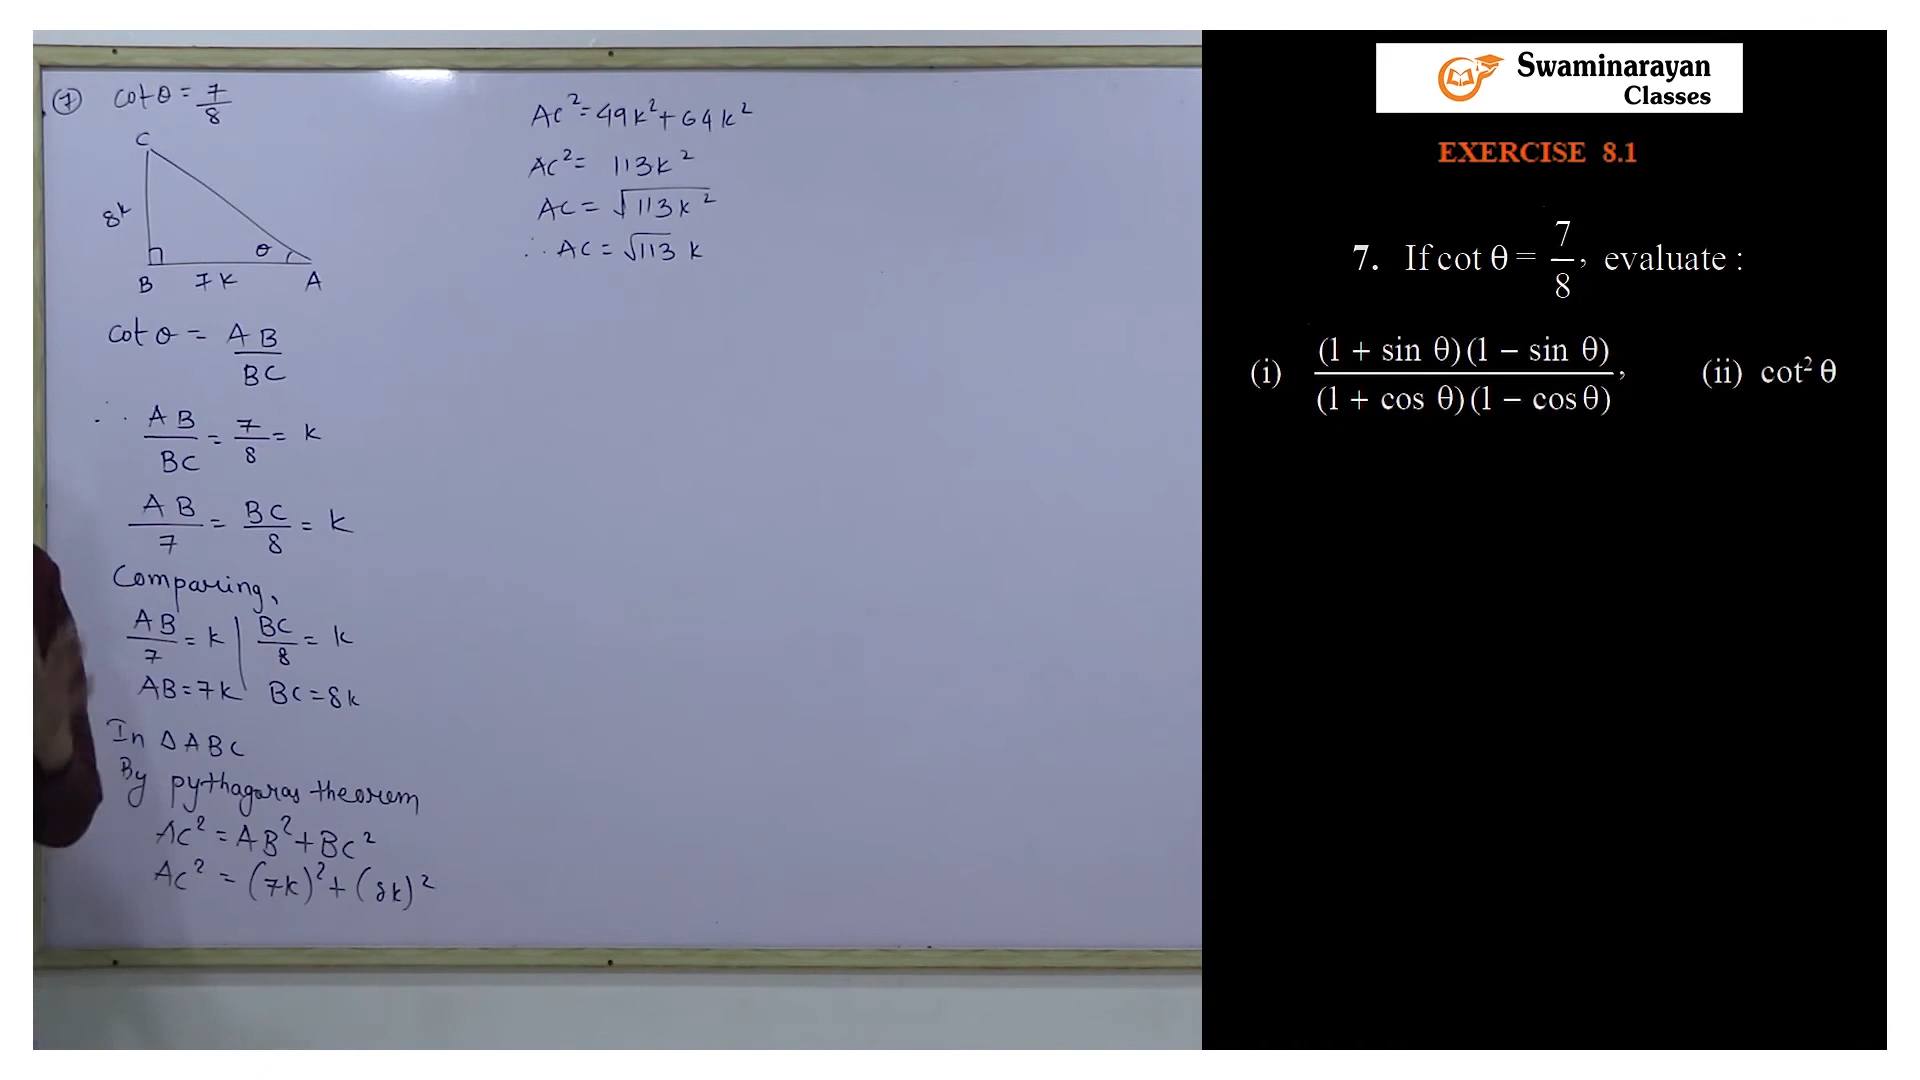 ⑦ cot θ = 7/8
C
8k
θ
B 7k A
cot θ = AB/BC
∴ AB/BC = 7/8 = k
AB/7 = BC/8 = k
Comparing,
AB/7 = k | BC/8 = k
AB = 7k BC = 8k
In Δ ABC
By pythagoras theorem
AC² = AB² + BC²
AC² = (7k)² + (8k)²
AC² = 49k² + 64k²
AC² = 113k²
AC = √113k²
∴ AC = √113 k
Swaminarayan
Classes
EXERCISE 8.1
7. If cot θ = 7/8, evaluate :
(i) (1 + sin θ)(1 − sin θ)/(1 + cos θ)(1 − cos θ), (ii) cot² θ